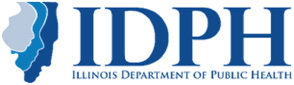 IDPH
ILLINOIS DEPARTMENT OF PUBLIC HEALTH